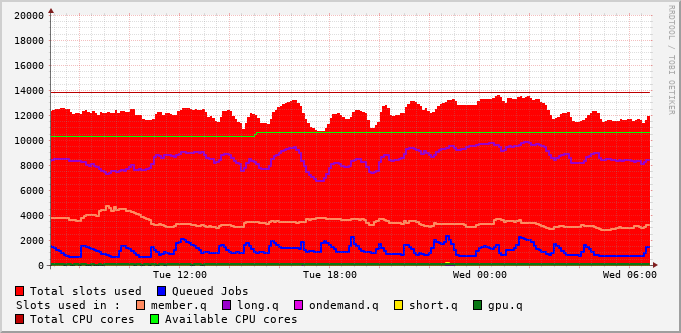 RRDTOOL / TOBI OETIKER
20000
18000
16000
14000
12000
10000
8000
6000
4000
2000
0
Tue 12:00 Tue 18:00 Wed 00:00 Wed 06:00
Total slots used Queued Jobs
Slots used in : member.q long.q ondemand.q short.q gpu.q
Total CPU cores Available CPU cores